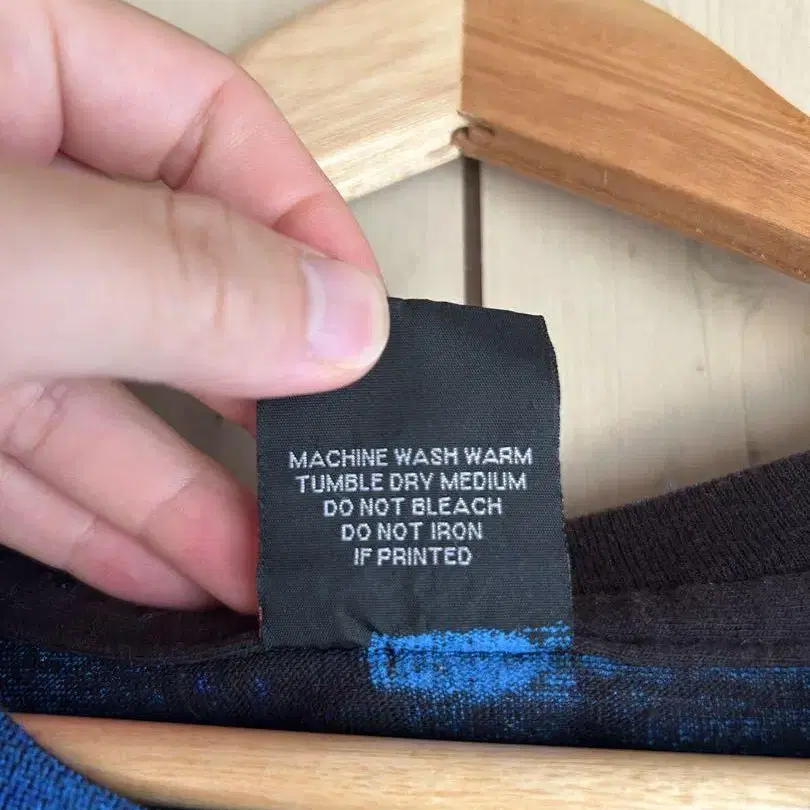 MACHINE WASH WARM
TUMBLE DRY MEDIUM
DO NOT BLEACH
DO NOT IRON
IF PRINTED